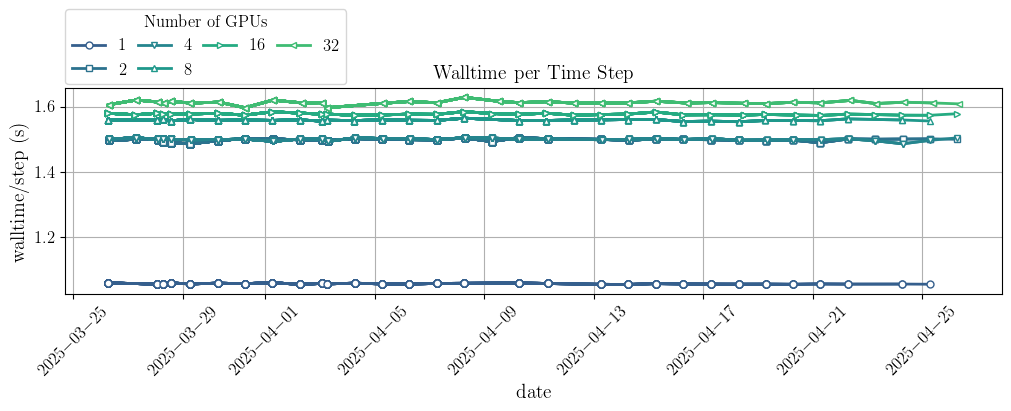 Number of GPUs
1 4 16 32
2 8
Walltime per Time Step
walltime/step (s)
1.6
1.4
1.2
2025−03−25 2025−03−29 2025−04−01 2025−04−05 2025−04−09 2025−04−13 2025−04−17 2025−04−21 2025−04−25
date